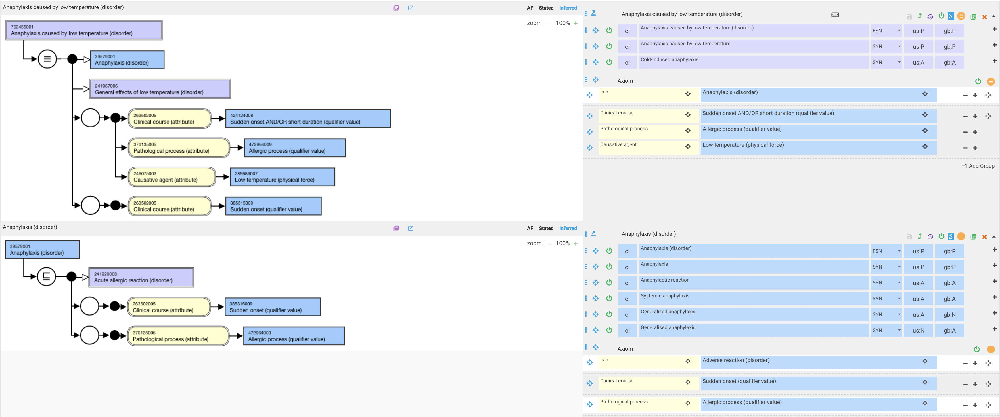 Anaphylaxis caused by low temperature (disorder)
AF Stated Inferred
zoom | – 100% +
762455001
Anaphylaxis caused by low temperature (disorder)
39579001
Anaphylaxis (disorder)
241967006
General effects of low temperature (disorder)
263502005
Clinical course (attribute)
424124008
Sudden onset AND/OR short duration (qualifier value)
370135005
Pathological process (attribute)
472964009
Allergic process (qualifier value)
246075003
Causative agent (attribute)
285686007
Low temperature (physical force)
263502005
Clinical course (attribute)
385315009
Sudden onset (qualifier value)
Anaphylaxis caused by low temperature (disorder)
S
ci Anaphylaxis caused by low temperature (disorder) FSN us:P gb:P
ci Anaphylaxis caused by low temperature SYN us:P gb:P
ci Cold-induced anaphylaxis SYN us:A gb:A
Axiom
Is a Anaphylaxis (disorder)
Clinical course Sudden onset AND/OR short duration (qualifier value)
Pathological process Allergic process (qualifier value)
Causative agent Low temperature (physical force)
+1 Add Group
Anaphylaxis (disorder)
AF Stated Inferred
zoom | – 100% +
39579001
Anaphylaxis (disorder)
241929008
Acute allergic reaction (disorder)
263502005
Clinical course (attribute)
385315009
Sudden onset (qualifier value)
370135005
Pathological process (attribute)
472964009
Allergic process (qualifier value)
Anaphylaxis (disorder)
S
ci Anaphylaxis (disorder) FSN us:P gb:P
ci Anaphylaxis SYN us:P gb:P
ci Anaphylactic reaction SYN us:A gb:A
ci Systemic anaphylaxis SYN us:A gb:A
ci Generalized anaphylaxis SYN us:A gb:N
ci Generalised anaphylaxis SYN us:N gb:A
Axiom
Is a Adverse reaction (disorder)
Clinical course Sudden onset (qualifier value)
Pathological process Allergic process (qualifier value)